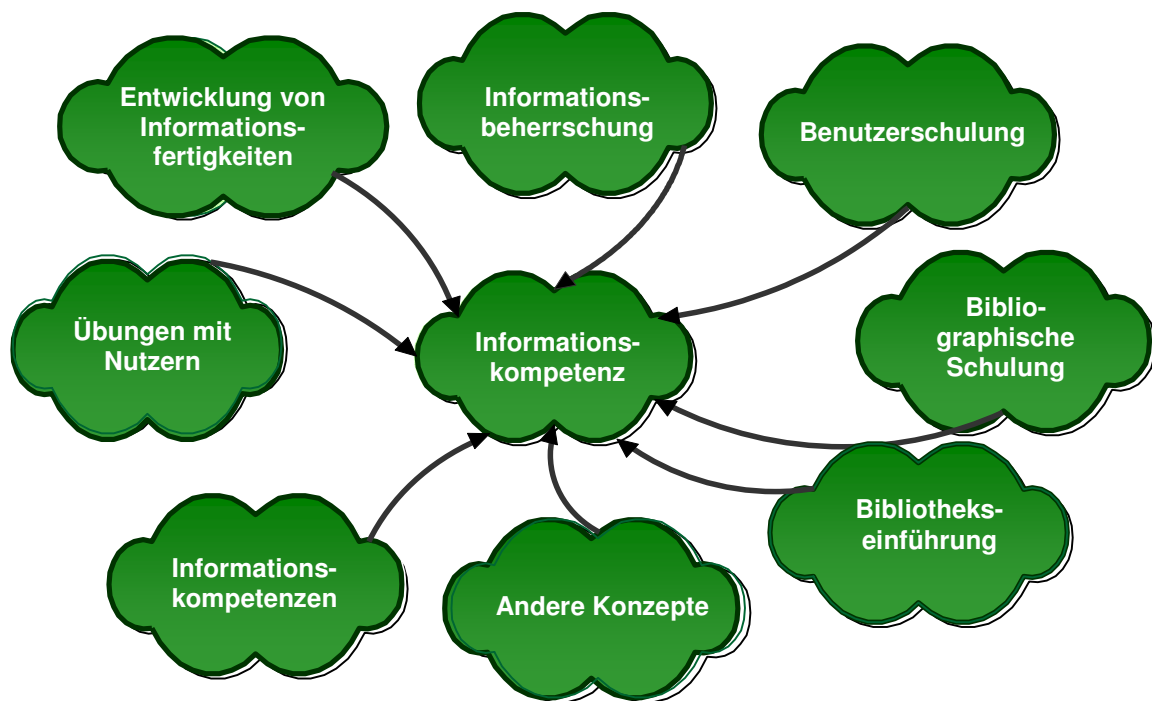 Entwicklung von
Informations-
fertigkeiten
Informations-
beherrschung
Benutzerschulung
Übungen mit
Nutzern
Informations-
kompetenz
Biblio-
graphische
Schulung
Informations-
kompetenzen
Andere Konzepte
Bibliotheks-
einführung